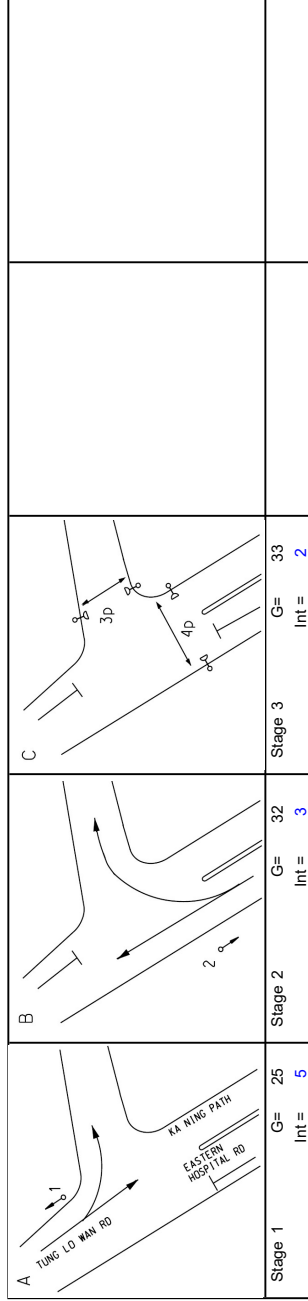 A
1
TUNG LO WAN RD
EASTERN
HOSPITAL RD
KA NING PATH
Stage 1 G= 25
Int = 5
B
2
Stage 2 G= 32
Int = 3
C
3p
4p
Stage 3 G= 33
Int = 2